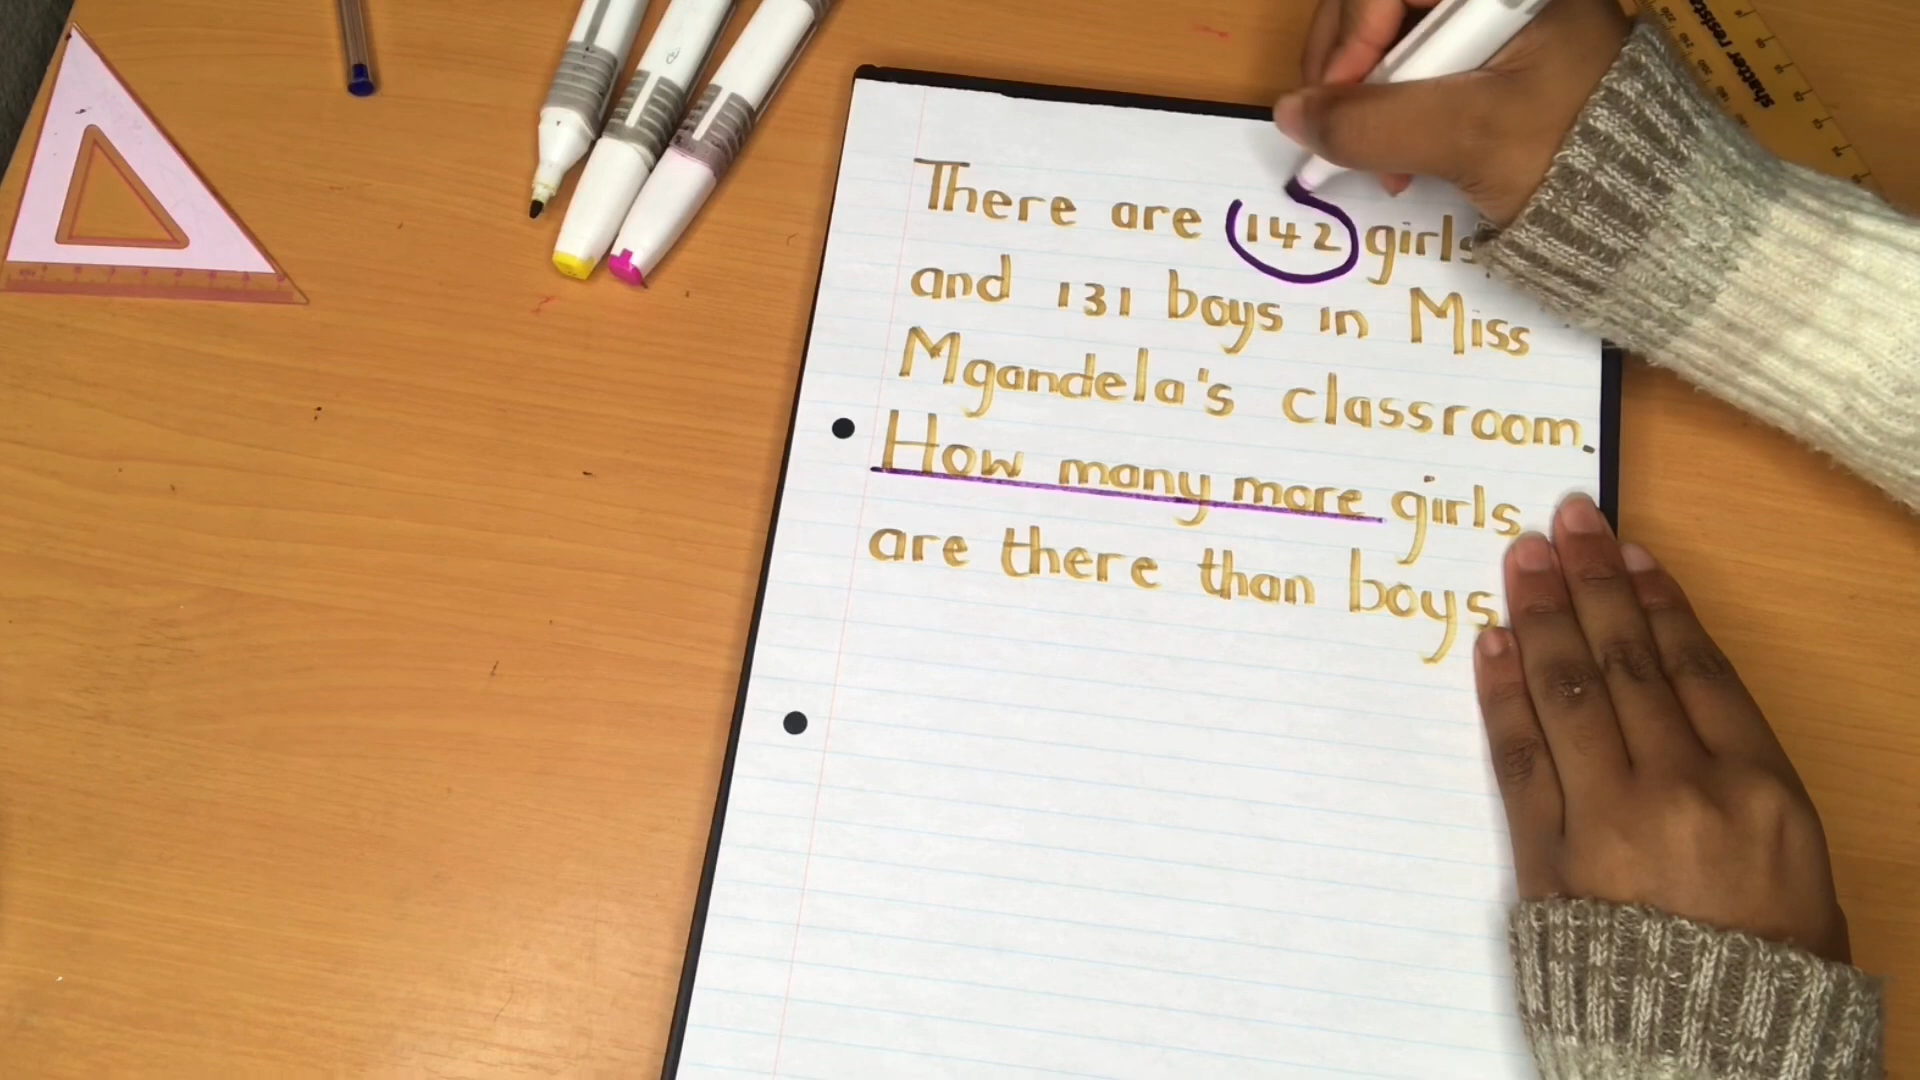 There are 142 girls
and 131 boys in Miss
Mgandela's classroom.
How many more girls
are there than boys
shatter